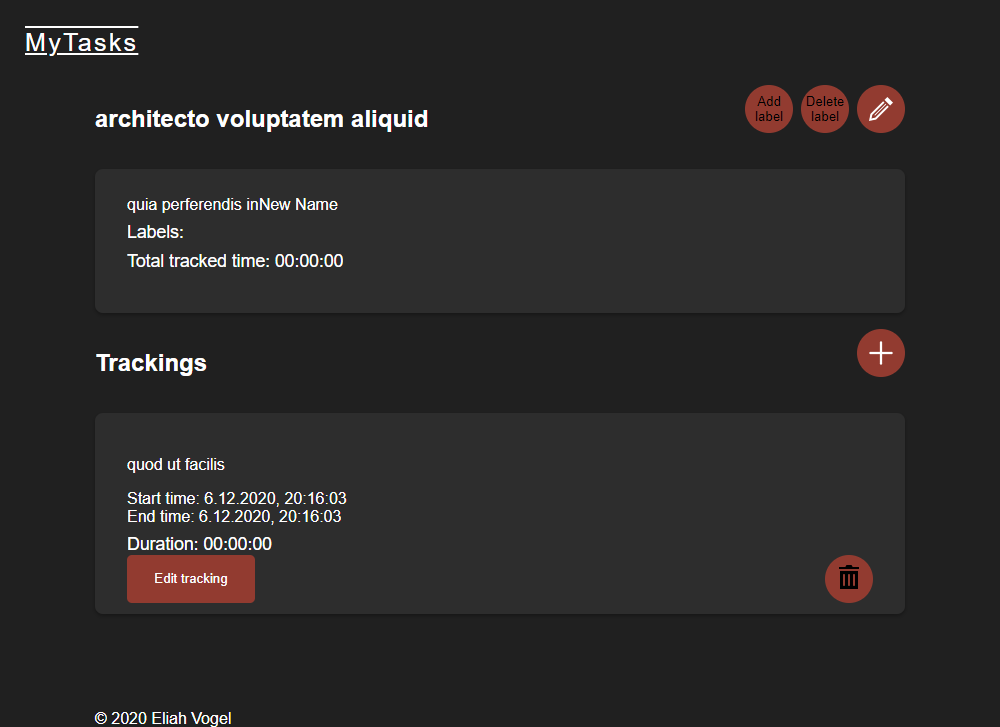 MyTasks
architecto voluptatem aliquid
Add
label
Delete
label
quia perferendis inNew Name
Labels:
Total tracked time: 00:00:00
Trackings
quod ut facilis
Start time: 6.12.2020, 20:16:03
End time: 6.12.2020, 20:16:03
Duration: 00:00:00
Edit tracking
© 2020 Eliah Vogel